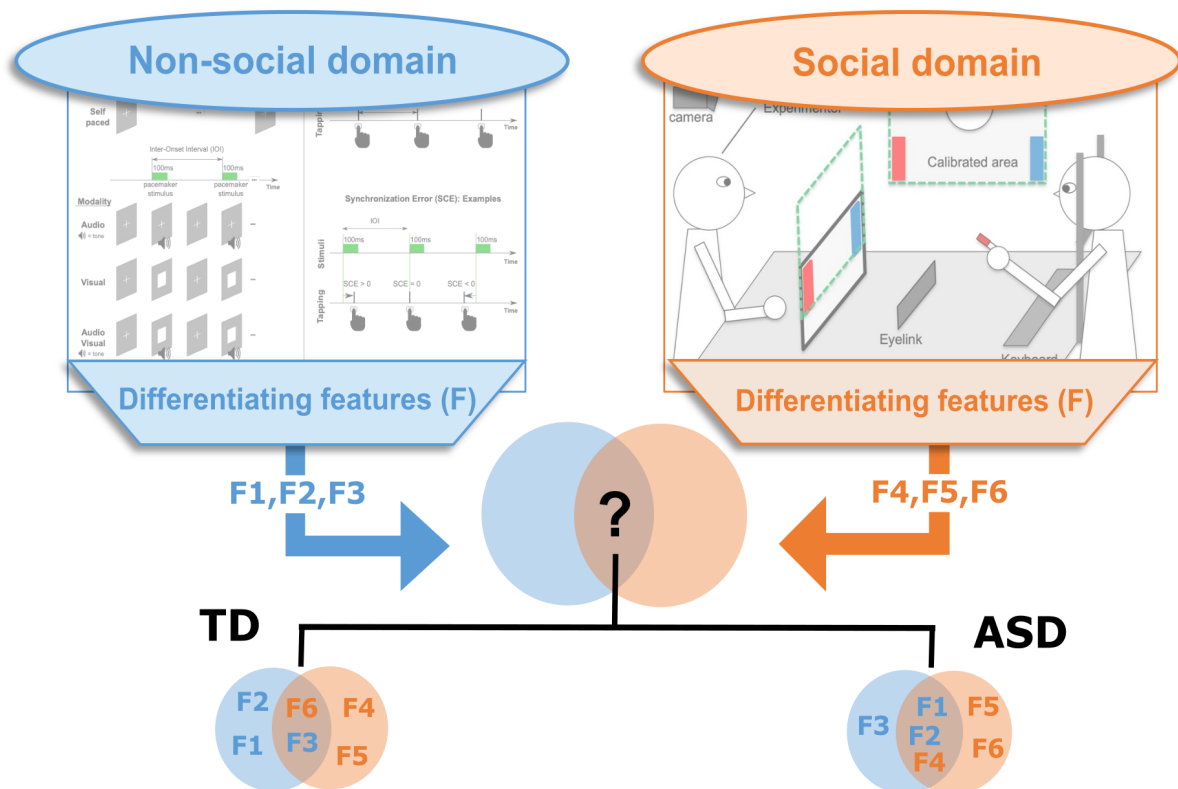 Non-social domain
Social domain
Self
paced
--
Time
Inter-Onset Interval (IOI)
100ms
100ms
--
pacemaker
stimulus
pacemaker
stimulus
Time
Modality
Audio
= tone
--
Visual
--
Audio
Visual
= tone
--
Time
Synchronization Error (SCE): Examples
IOI
Stimuli
100ms
100ms
100ms
Time
Tapping
SCE > 0
SCE = 0
SCE < 0
Time
camera
Experimenter
Calibrated area
Eyelink
Keyboard
Differentiating features (F)
Differentiating features (F)
F1,F2,F3
F4,F5,F6
?
TD
ASD
F2
F6
F4
F1
F3
F5
F3
F1
F5
F2
F6
F4